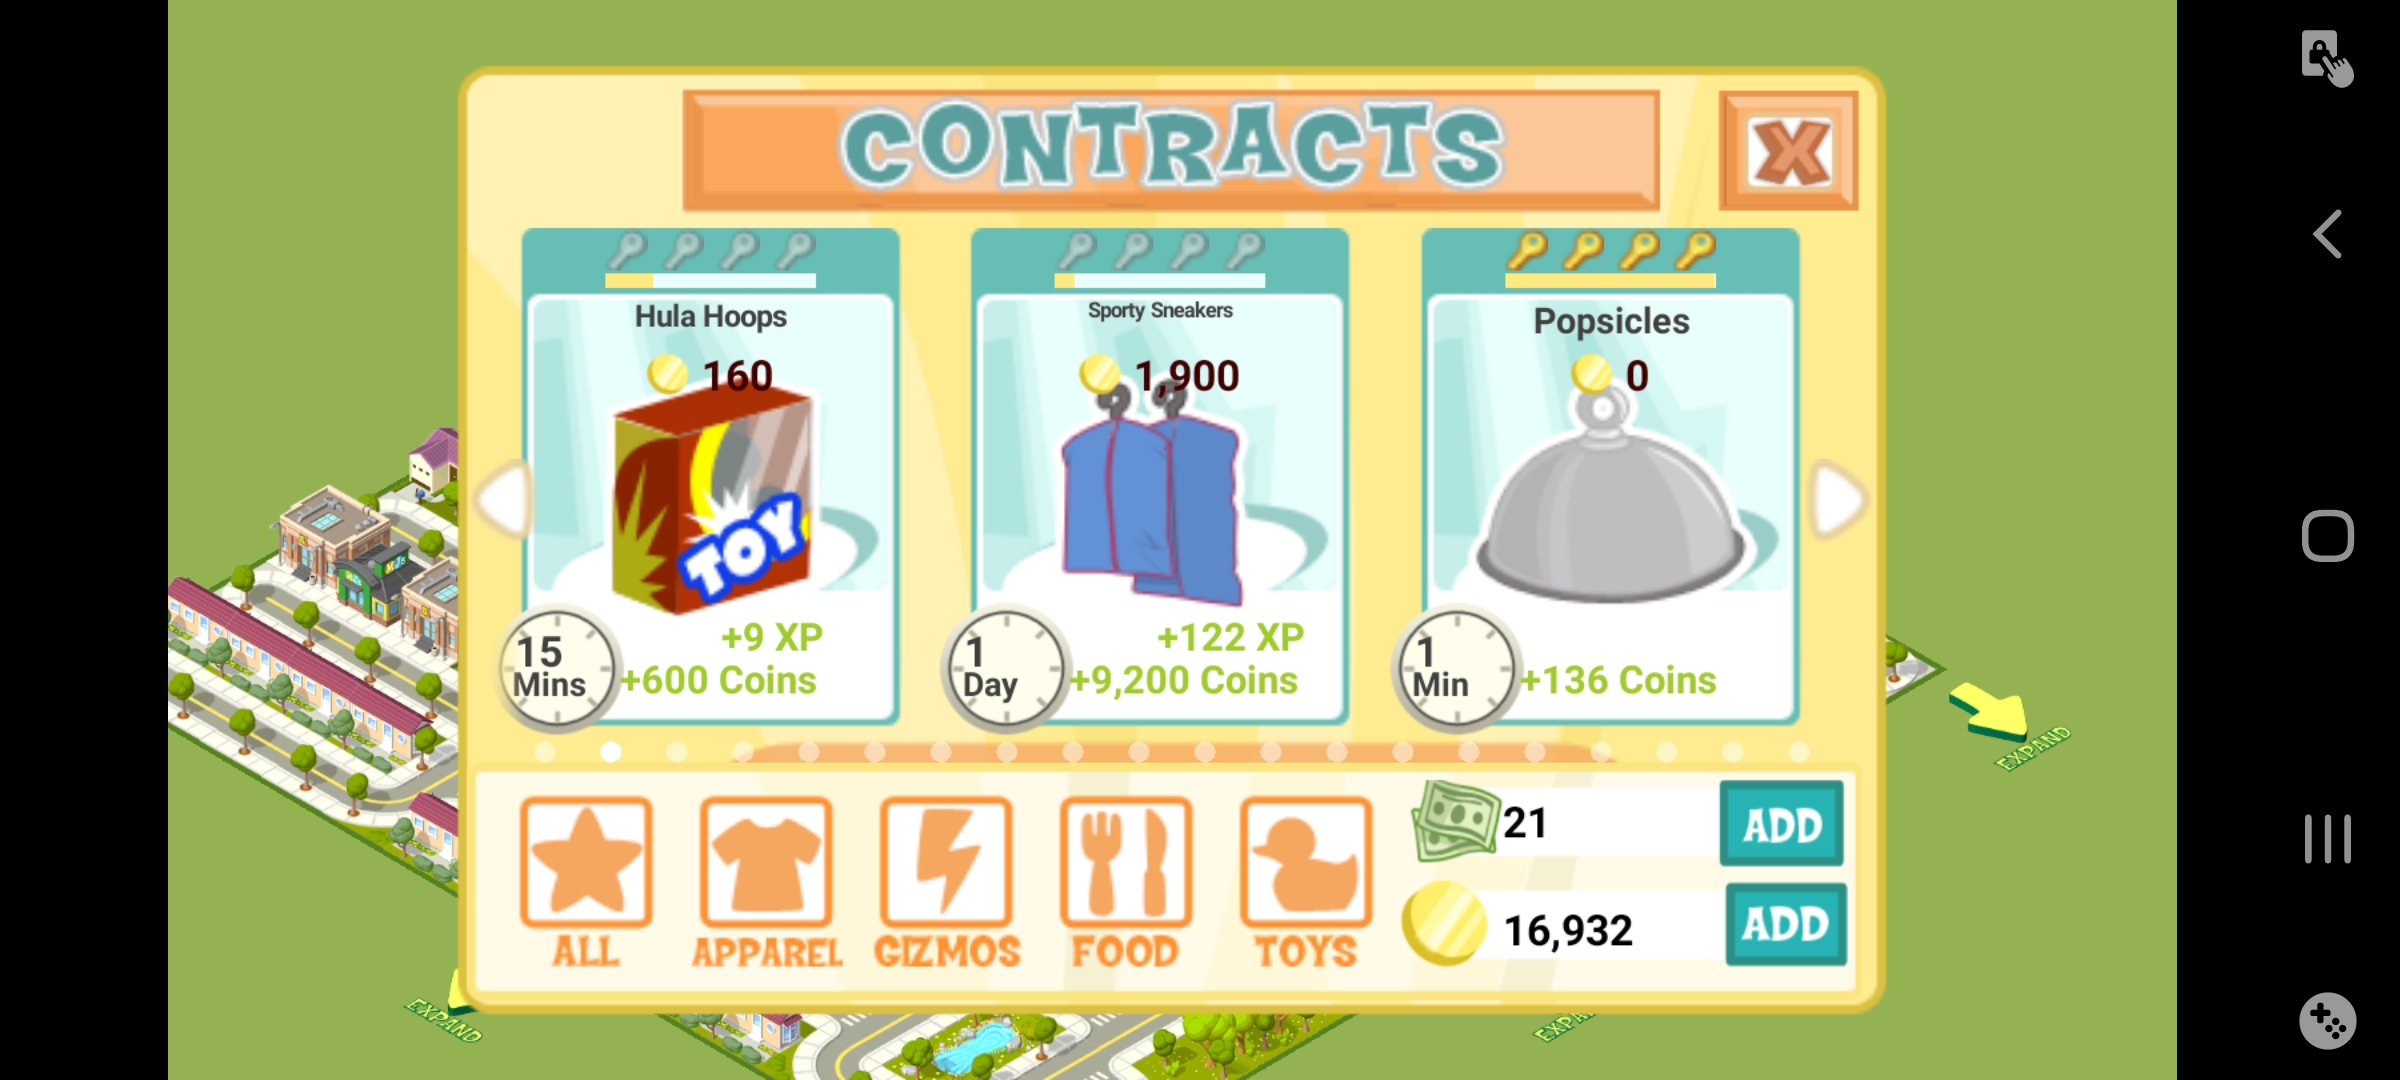 CONTRACTS
X
Hula Hoops
160
TOY
15
Mins
+9 XP
+600 Coins
Sporty Sneakers
1,900
1
Day
+122 XP
+9,200 Coins
Popsicles
0
1
Min
+136 Coins
EXPAND
ALL
APPAREL
GIZMOS
FOOD
TOYS
21
ADD
16,932
ADD
EXPAND